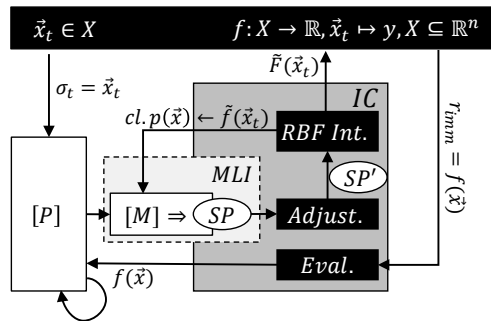 x⃗_t ∈ X
f: X → ℝ, x⃗_t ↦ y, X ⊆ ℝ^n
F̃(x⃗_t)
σ_t = x⃗_t
IC
cl. p(x⃗) ← f̃(x⃗_t)
RBF Int.
r_imm = f(x⃗)
MLI
SP′
[P]
[M] ⇒ SP
Adjust.
Eval.
f(x⃗)